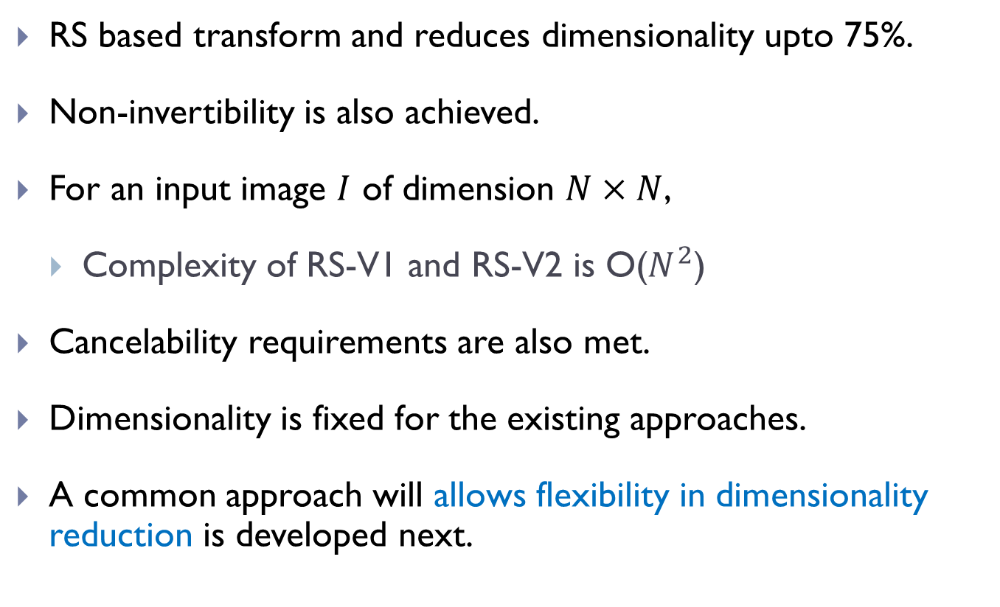 RS based transform and reduces dimensionality upto 75%.
Non-invertibility is also achieved.
For an input image I of dimension N × N,
Complexity of RS-V1 and RS-V2 is O(N²)
Cancelability requirements are also met.
Dimensionality is fixed for the existing approaches.
A common approach will allows flexibility in dimensionality
reduction is developed next.